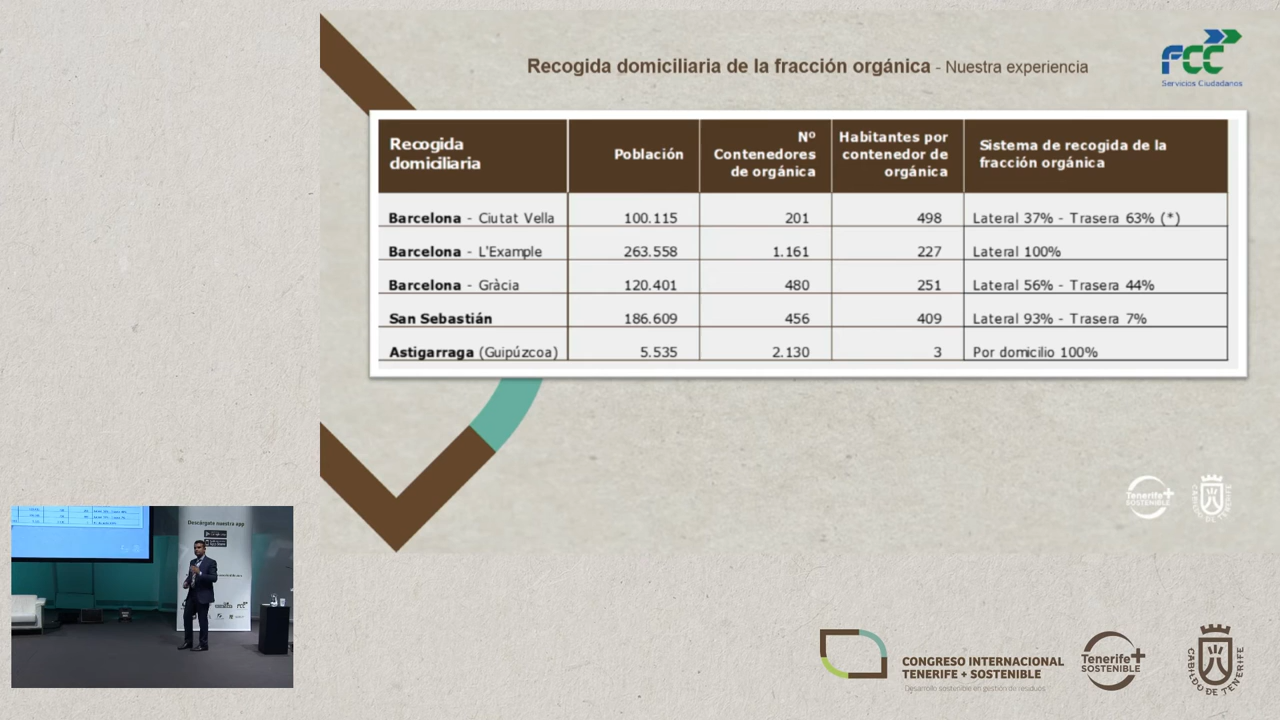 Recogida domiciliaria de la fracción orgánica - Nuestra experiencia
FCC
Servicios Ciudadanos
Recogida domiciliaria
Población
Nº Contenedores de orgánica
Habitantes por contenedor de orgánica
Sistema de recogida de la fracción orgánica
Barcelona - Ciutat Vella 100.115 201 498 Lateral 37% - Trasera 63% (*)
Barcelona - L'Example 263.558 1.161 227 Lateral 100%
Barcelona - Gràcia 120.401 480 251 Lateral 56% - Trasera 44%
San Sebastián 186.609 456 409 Lateral 93% - Trasera 7%
Astigarraga (Guipúzcoa) 5.535 2.130 3 Por domicilio 100%
Tenerife+
SOSTENIBLE
CABILDO DE TENERIFE
Descárgate nuestra app
FCC
CONGRESO INTERNACIONAL
TENERIFE + SOSTENIBLE
Desarrollo sostenible en gestión de residuos
Tenerife+
SOSTENIBLE
CABILDO DE TENERIFE